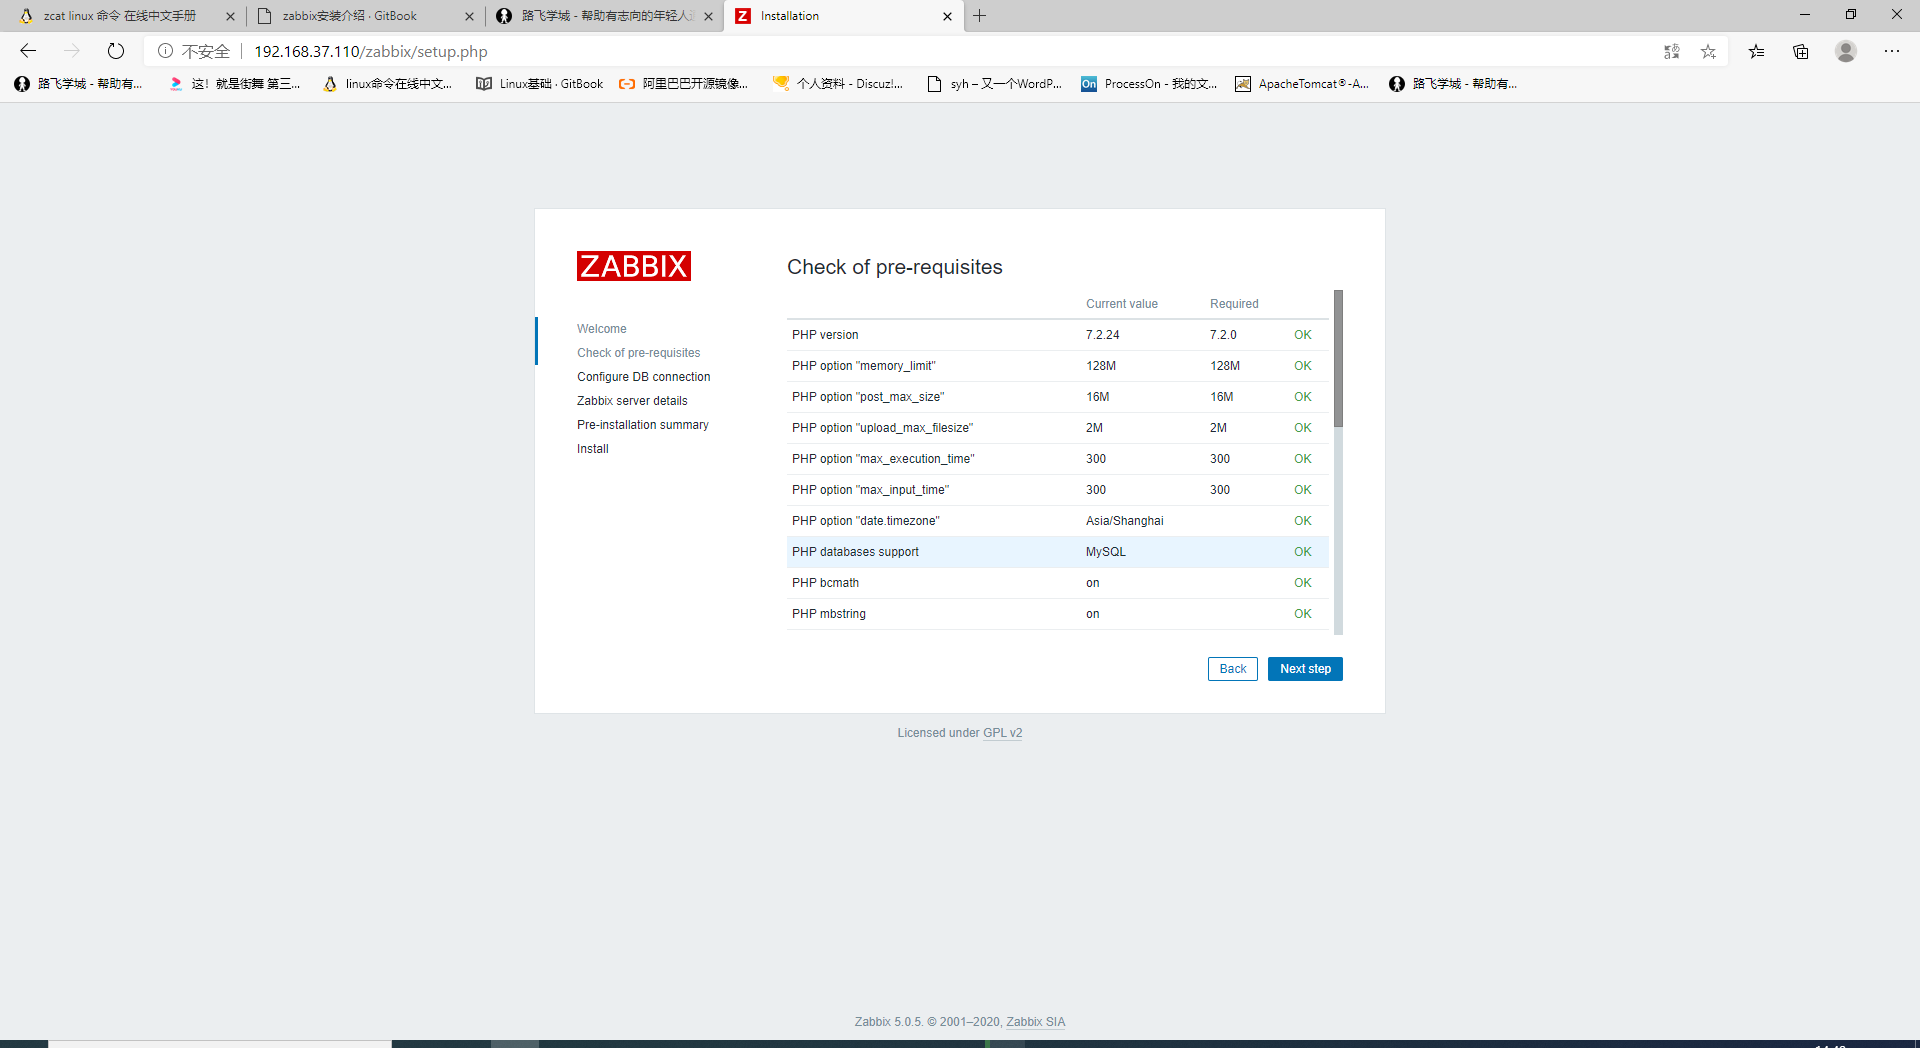 zcat linux 命令 在线中文手册
zabbix安装介绍 · GitBook
路飞学城 - 帮助有志向的年轻人
Installation
不安全
192.168.37.110/zabbix/setup.php
路飞学城 - 帮助有...
这！就是街舞 第三...
linux命令在线中文...
Linux基础 · GitBook
阿里巴巴开源镜像...
个人资料 - Discuz!...
syh – 又一个WordP...
On
ProcessOn - 我的文...
ApacheTomcat®-A...
路飞学城 - 帮助有...
ZABBIX
Welcome
Check of pre-requisites
Configure DB connection
Zabbix server details
Pre-installation summary
Install
Check of pre-requisites
Current value Required
PHP version 7.2.24 7.2.0 OK
PHP option "memory_limit" 128M 128M OK
PHP option "post_max_size" 16M 16M OK
PHP option "upload_max_filesize" 2M 2M OK
PHP option "max_execution_time" 300 300 OK
PHP option "max_input_time" 300 300 OK
PHP option "date.timezone" Asia/Shanghai OK
PHP databases support MySQL OK
PHP bcmath on OK
PHP mbstring on OK
Back Next step
Licensed under GPL v2
Zabbix 5.0.5. © 2001–2020, Zabbix SIA